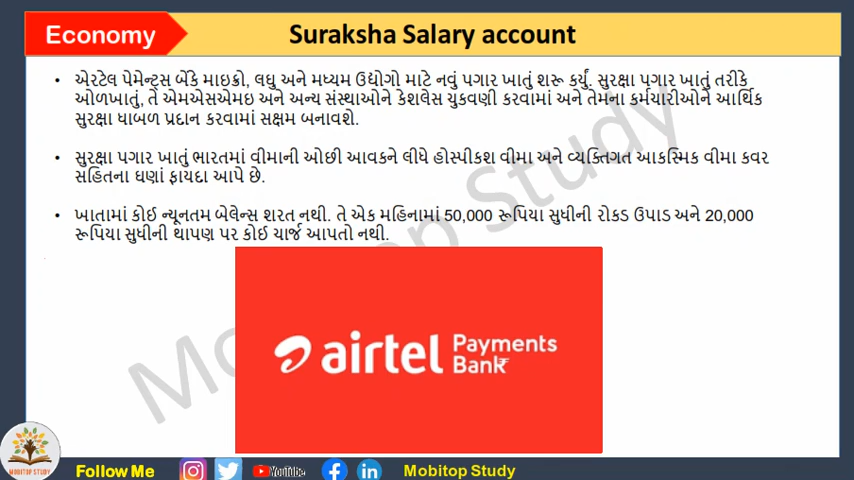 Economy
Suraksha Salary account
• એરટેલ પેમેન્ટ્સ બેંકે માઇક્રો, લઘુ અને મધ્યમ ઉદ્યોગો માટે નવું પગાર ખાતું શરૂ કર્યું. સુરક્ષા પગાર ખાતું તરીકે
ઓળખાતું, તે એમએસએમઇ અને અન્ય સંસ્થાઓને કેશલેસ ચુકવણી કરવામાં અને તેમના કર્મચારીઓને આર્થિક
સુરક્ષા ધાબળ પ્રદાન કરવામાં સક્ષમ બનાવશે.
• સુરક્ષા પગાર ખાતું ભારતમાં વીમાની ઓછી આવકને લીધે હોસ્પીકશ વીમા અને વ્યક્તિગત આકસ્મિક વીમા કવર
સહિતના ઘણાં ફાયદા આપે છે.
• ખાતામાં કોઈ ન્યૂનતમ બેલેન્સ શરત નથી. તે એક મહિનામાં 50,000 રૂપિયા સુધીની રોકડ ઉપાડ અને 20,000
રૂપિયા સુધીની થાપણ પર કોઈ ચાર્જ આપતો નથી.
Mobitop Study
airtel Payments
Bank
MOBITOP STUDY
Follow Me
YouTube
Mobitop Study